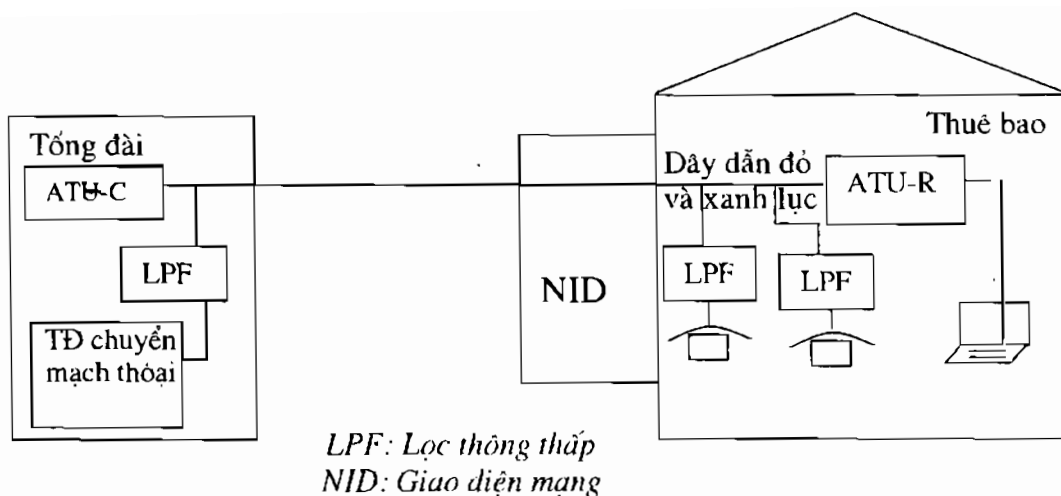 Tổng đài
ATU-C
LPF
TĐ chuyển
mạch thoại
NID
Thuê bao
Dây dẫn đỏ
và xanh lục
ATU-R
LPF
LPF
LPF: Lọc thông thấp
NID: Giao diện mạng